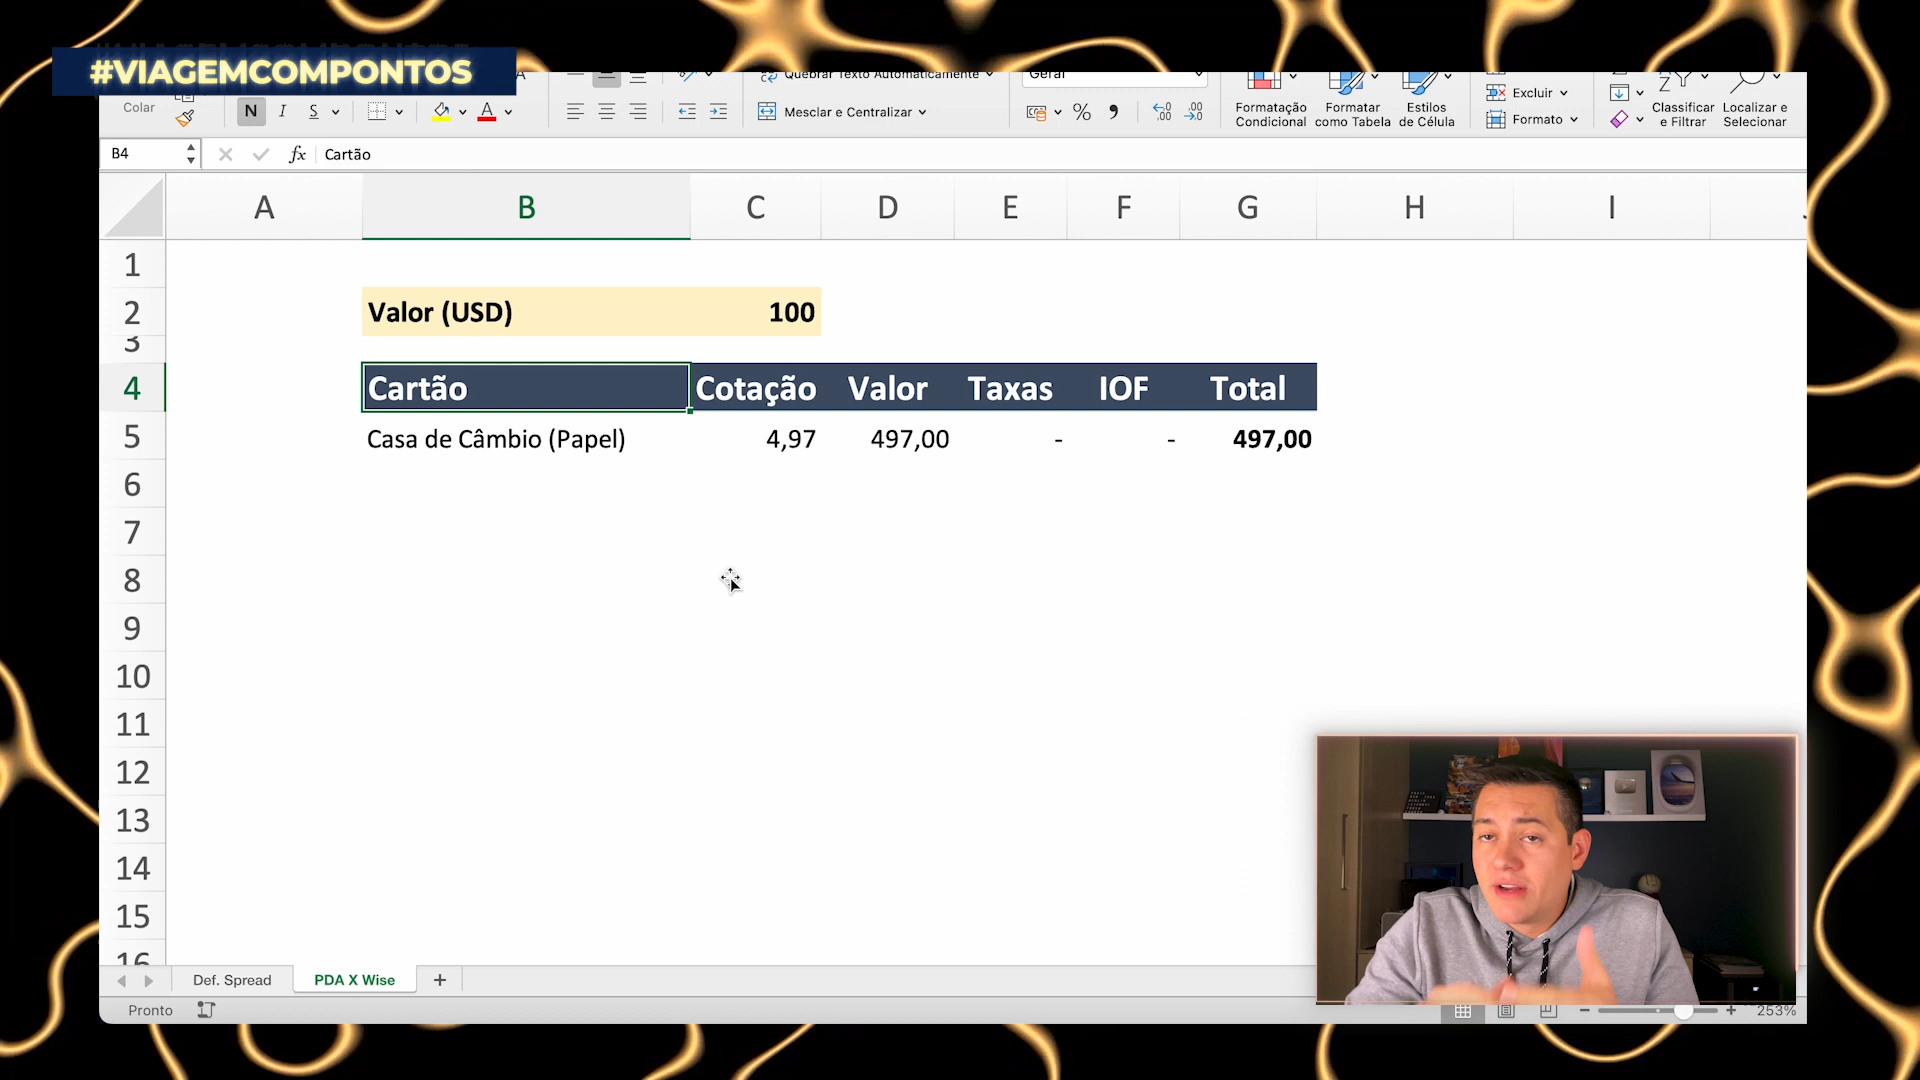 #VIAGEMCOMPONTOS
Colar
N I S
A
Quebrar Texto Automaticamente
Mesclar e Centralizar
Geral
%
Formatação Condicional
Formatar como Tabela
Estilos de Célula
Excluir
Formato
Classificar e Filtrar
Localizar e Selecionar
B4 fx Cartão
A B C D E F G H I
1
2 Valor (USD) 100
3
4 Cartão Cotação Valor Taxas IOF Total
5 Casa de Câmbio (Papel) 4,97 497,00 - - 497,00
6
7
8
9
10
11
12
13
14
15
16
Def. Spread PDA X Wise +
Pronto
253%